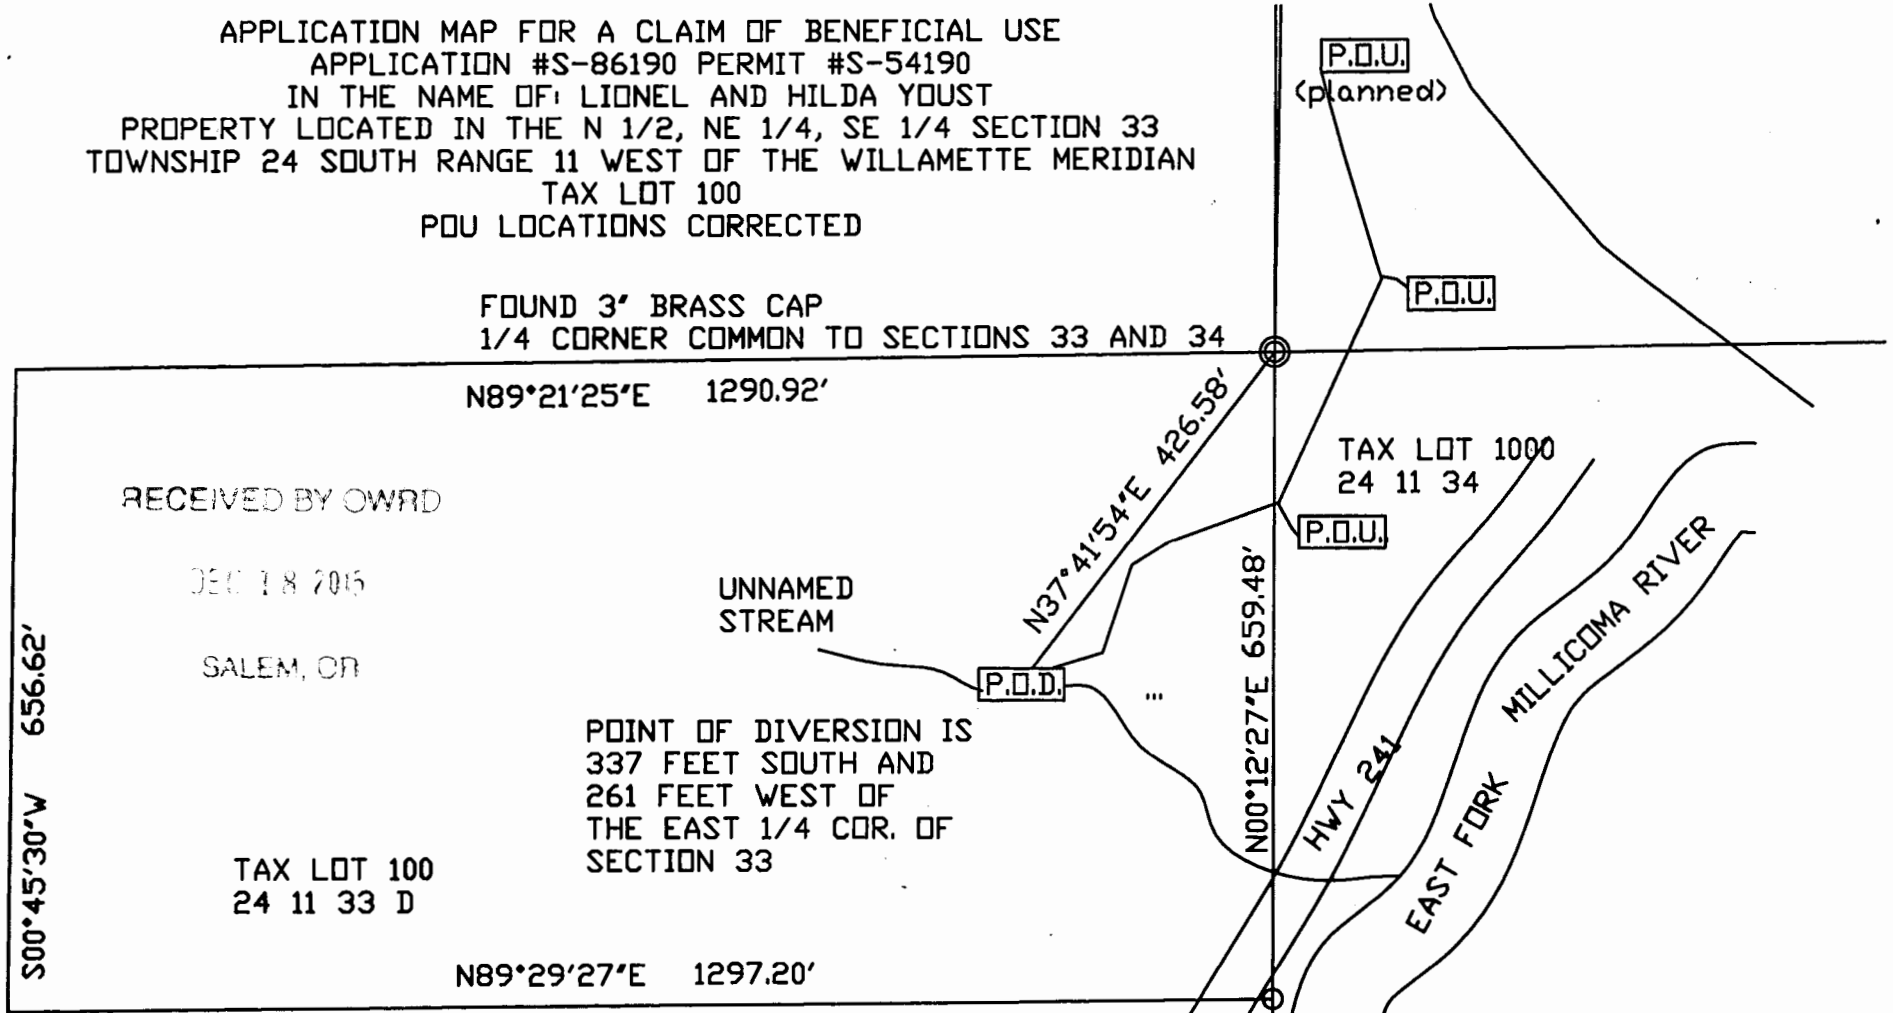 APPLICATION MAP FOR A CLAIM OF BENEFICIAL USE
APPLICATION #S-86190 PERMIT #S-54190
IN THE NAME OF: LIONEL AND HILDA YOUST
PROPERTY LOCATED IN THE N 1/2, NE 1/4, SE 1/4 SECTION 33
TOWNSHIP 24 SOUTH RANGE 11 WEST OF THE WILLAMETTE MERIDIAN
TAX LOT 100
POU LOCATIONS CORRECTED
P.O.U.
(planned)
P.O.U.
FOUND 3" BRASS CAP
1/4 CORNER COMMON TO SECTIONS 33 AND 34
N89°21'25"E 1290.92'
N37°41'54"E 426.58'
TAX LOT 1000
24 11 34
P.O.U.
RECEIVED BY OWRD
DEC 18 2015
SALEM, OR
UNNAMED
STREAM
P.O.D.
POINT OF DIVERSION IS
337 FEET SOUTH AND
261 FEET WEST OF
THE EAST 1/4 COR. OF
SECTION 33
N00°12'27"E 659.48'
HWY 241
EAST FORK MILLICOMA RIVER
S00°45'30"W 656.62'
TAX LOT 100
24 11 33 D
N89°29'27"E 1297.20'